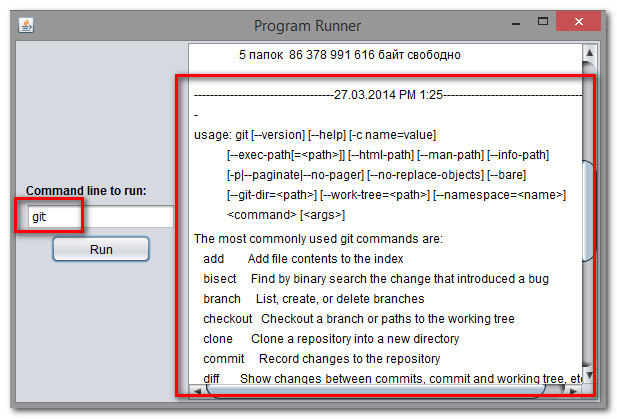 Program Runner
5 папок 86 378 991 616 байт свободно
-----------------------------------27.03.2014 PM 1:25-----------------------------------
-
usage: git [--version] [--help] [-c name=value]
[--exec-path[=<path>]] [--html-path] [--man-path] [--info-path]
[-p|--paginate|--no-pager] [--no-replace-objects] [--bare]
[--git-dir=<path>] [--work-tree=<path>] [--namespace=<name>]
<command> [<args>]
Command line to run:
git
Run
The most commonly used git commands are:
add Add file contents to the index
bisect Find by binary search the change that introduced a bug
branch List, create, or delete branches
checkout Checkout a branch or paths to the working tree
clone Clone a repository into a new directory
commit Record changes to the repository
diff Show changes between commits, commit and working tree, etc